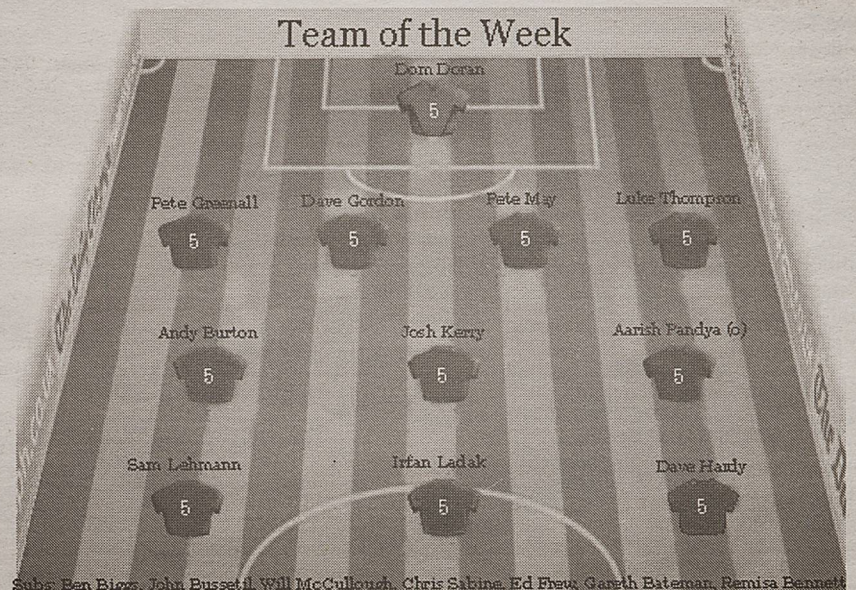 Team of the Week
Dom Doran
5
Pete Greenall Dave Gordon Pete May Luke Thompson
5 5 5 5
Andy Burton Josh Kerry Aarish Pandya (o)
5 5 5
Sam Lehmann Irfan Ladak Dave Hardy
5 5 5
Subs: Ben Biggs, John Bussetil, Will McCullough, Chris Sabine, Ed Frew, Gareth Bateman, Remisa Bennett